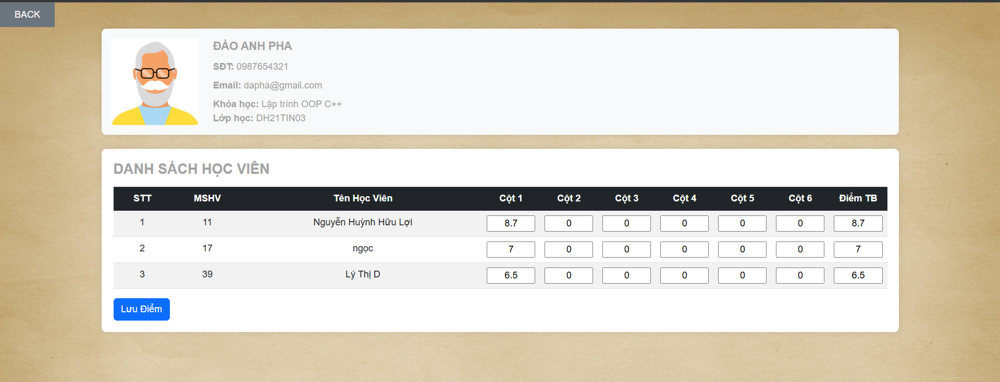 BACK
ĐÀO ANH PHA
SĐT: 0987654321
Email: dapha@gmail.com
Khóa học: Lập trình OOP C++
Lớp học: DH21TIN03
DANH SÁCH HỌC VIÊN
STT MSHV Tên Học Viên Cột 1 Cột 2 Cột 3 Cột 4 Cột 5 Cột 6 Điểm TB
1 11 Nguyễn Huỳnh Hữu Lợi 8.7 0 0 0 0 0 8.7
2 17 ngọc 7 0 0 0 0 0 7
3 39 Lý Thị D 6.5 0 0 0 0 0 6.5
Lưu Điểm